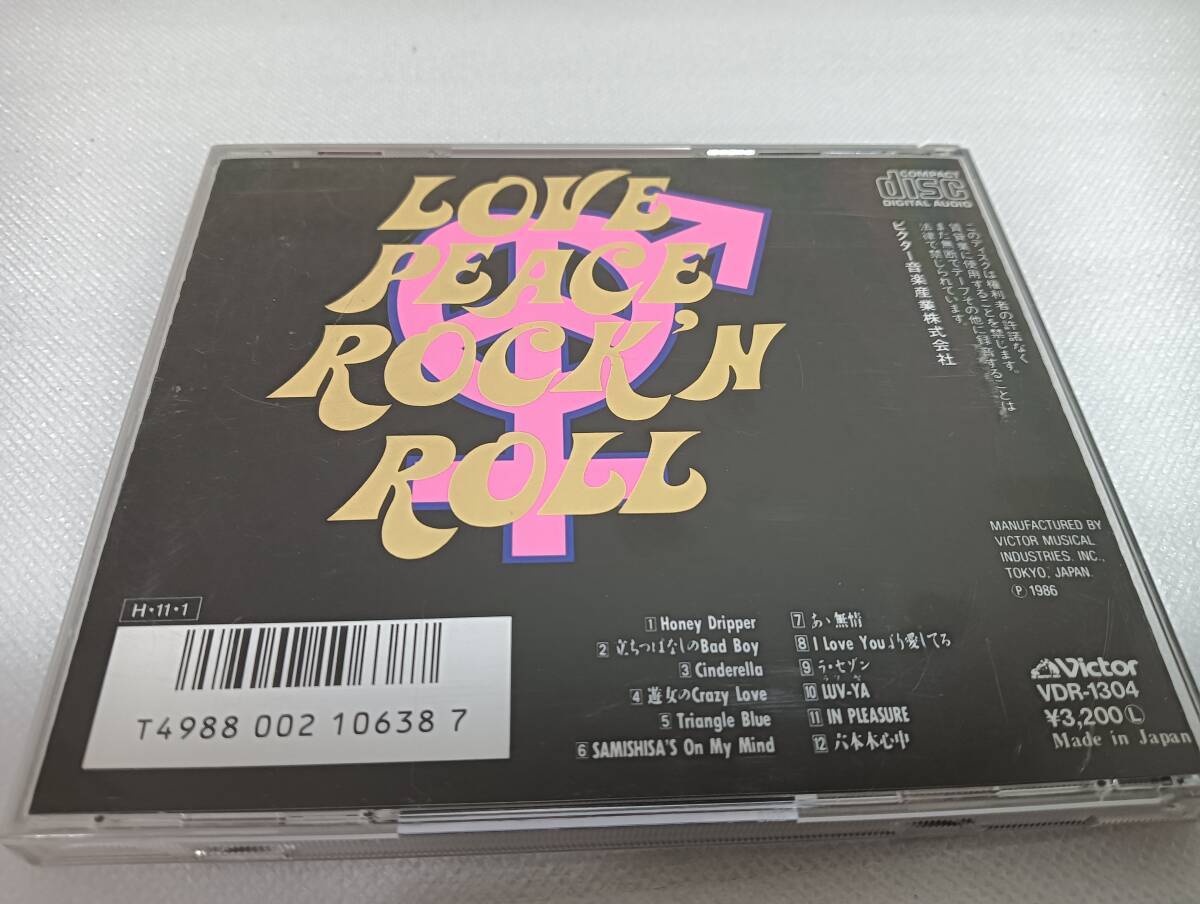 LOVE
PEACE
ROCK'N
ROLL
COMPACT
disc
DIGITAL AUDIO
このディスクは権利者の許諾なく
賃貸業に使用することを禁じます。
また無断でテープその他に録音することは
法律で禁じられています。
ビクター音楽産業株式会社
MANUFACTURED BY
VICTOR MUSICAL
INDUSTRIES. INC.,
TOKYO, JAPAN.
Ⓟ 1986
H・11・1
T4988 002 10638 7
1 Honey Dripper
2 立ちつぱなしのBad Boy
3 Cinderella
4 遊女のCrazy Love
5 Triangle Blue
6 SAMISHISA'S On My Mind
7 あゝ無情
8 I Love Youより愛してる
9 ラ・セゾン
10 LUV-YA
ラブ・ヤ
11 IN PLEASURE
12 六本木心中
Victor
VDR-1304
¥3,200 Ⓛ
Made in Japan